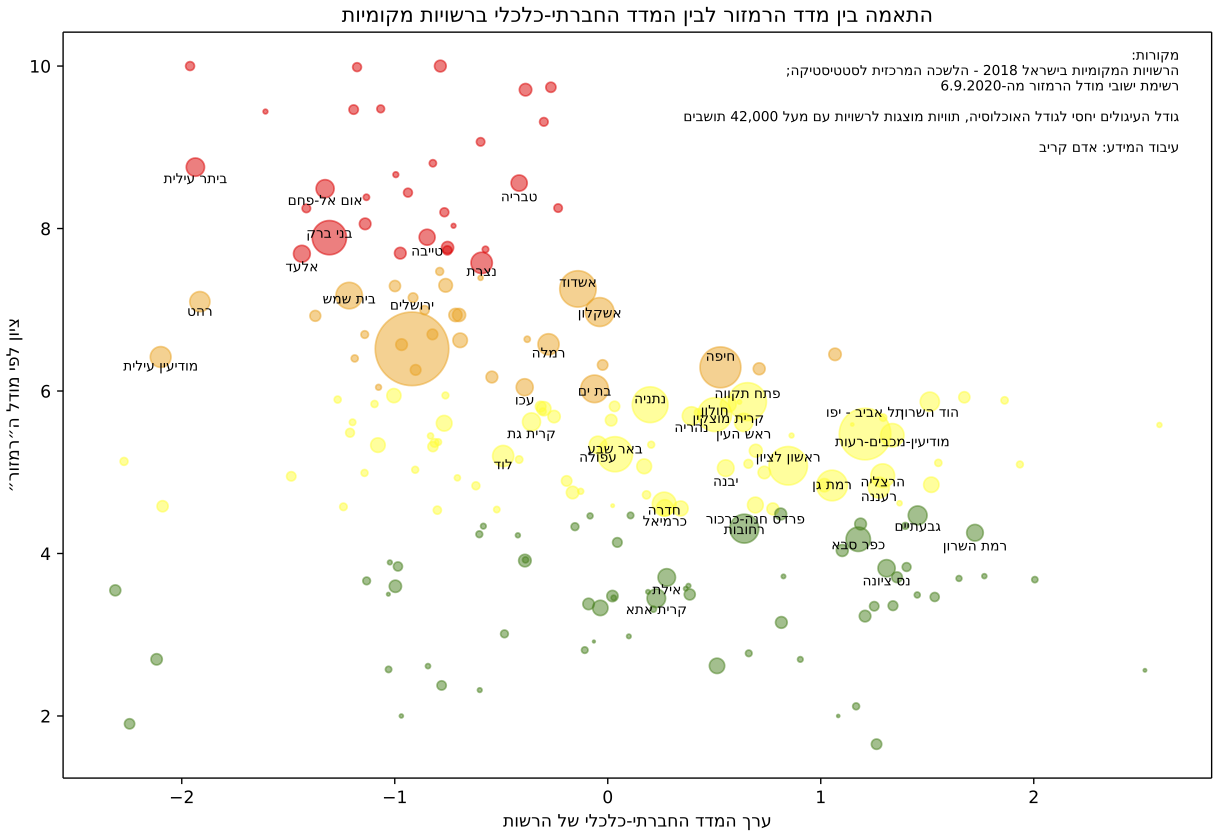 התאמה בין מדד הרמזור לבין המדד החברתי-כלכלי ברשויות מקומיות
מקורות:
הרשויות המקומיות בישראל 2018 - הלשכה המרכזית לסטטיסטיקה;
רשימת ישובי מודל הרמזור מה-6.9.2020
גודל העיגולים יחסי לגודל האוכלוסיה, תוויות מוצגות לרשויות עם מעל 42,000 תושבים
עיבוד המידע: אדם קריב
ציון לפי מודל ה״רמזור״
10
8
6
4
2
ביתר עילית
אום אל-פחם
טבריה
בני ברק
טייבה
אלעד
נצרת
אשדוד
בית שמש
ירושלים
רהט
אשקלון
רמלה
חיפה
מודיעין עילית
בת ים
עכו
נתניה
פתח תקווה
חולון
קרית מוצקין
נהריה
ראש העין
הוד השרון
תל אביב - יפו
קרית גת
מודיעין-מכבים-רעות
באר שבע
עפולה
ראשון לציון
לוד
יבנה
רמת גן
הרצליה
רעננה
חדרה
כרמיאל
פרדס חנה-כרכור
רחובות
גבעתיים
כפר סבא
רמת השרון
נס ציונה
אילת
קרית אתא
−2
−1
0
1
2
ערך המדד החברתי-כלכלי של הרשות